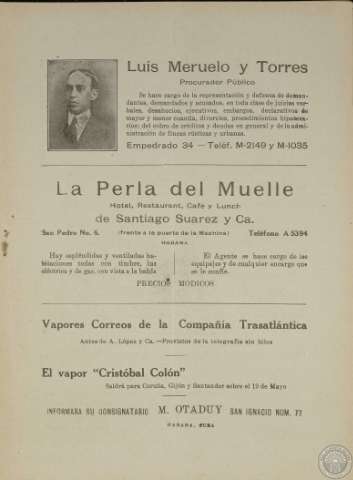 Luis Meruelo y Torres
Procurador Público
Se hace cargo de la representación y defensa de deman-
dantes, demandados y acusados, en toda clase de juicios ver-
bales, desahucios, ejecutivos, embargos, declarativos de
mayor y menor cuantía, divorcios, procedimientos hipoteca-
rios; del cobro de créditos y deudas en general y de la admi-
nistración de fincas rústicas y urbanas.
Empedrado 34 — Teléf. M-2149 y M-1035
La Perla del Muelle
Hotel, Restaurant, Café y Lunch
de Santiago Suarez y Ca.
San Pedro No. 6. (frente a la puerta de la Machina) Teléfono A 5394
HABANA
Hay espléndidas y ventiladas ha-
bitaciones todas con timbre, luz
eléctrica y de gas, con vista a la bahía
El Agente se hace cargo de los
equipajes y de cualquier encargo que
se le confíe.
PRECIOS MODICOS
Vapores Correos de la Compañía Trasatlántica
Antes de A. López y Ca. —Provistos de la telegrafía sin hilos
El vapor "Cristóbal Colón"
Saldrá para Coruña, Gijón y Santander sobre el 19 de Mayo
INFORMARA SU CONSIGNATARIO M. OTADUY SAN IGNACIO NUM. 72
HABANA, CUBA